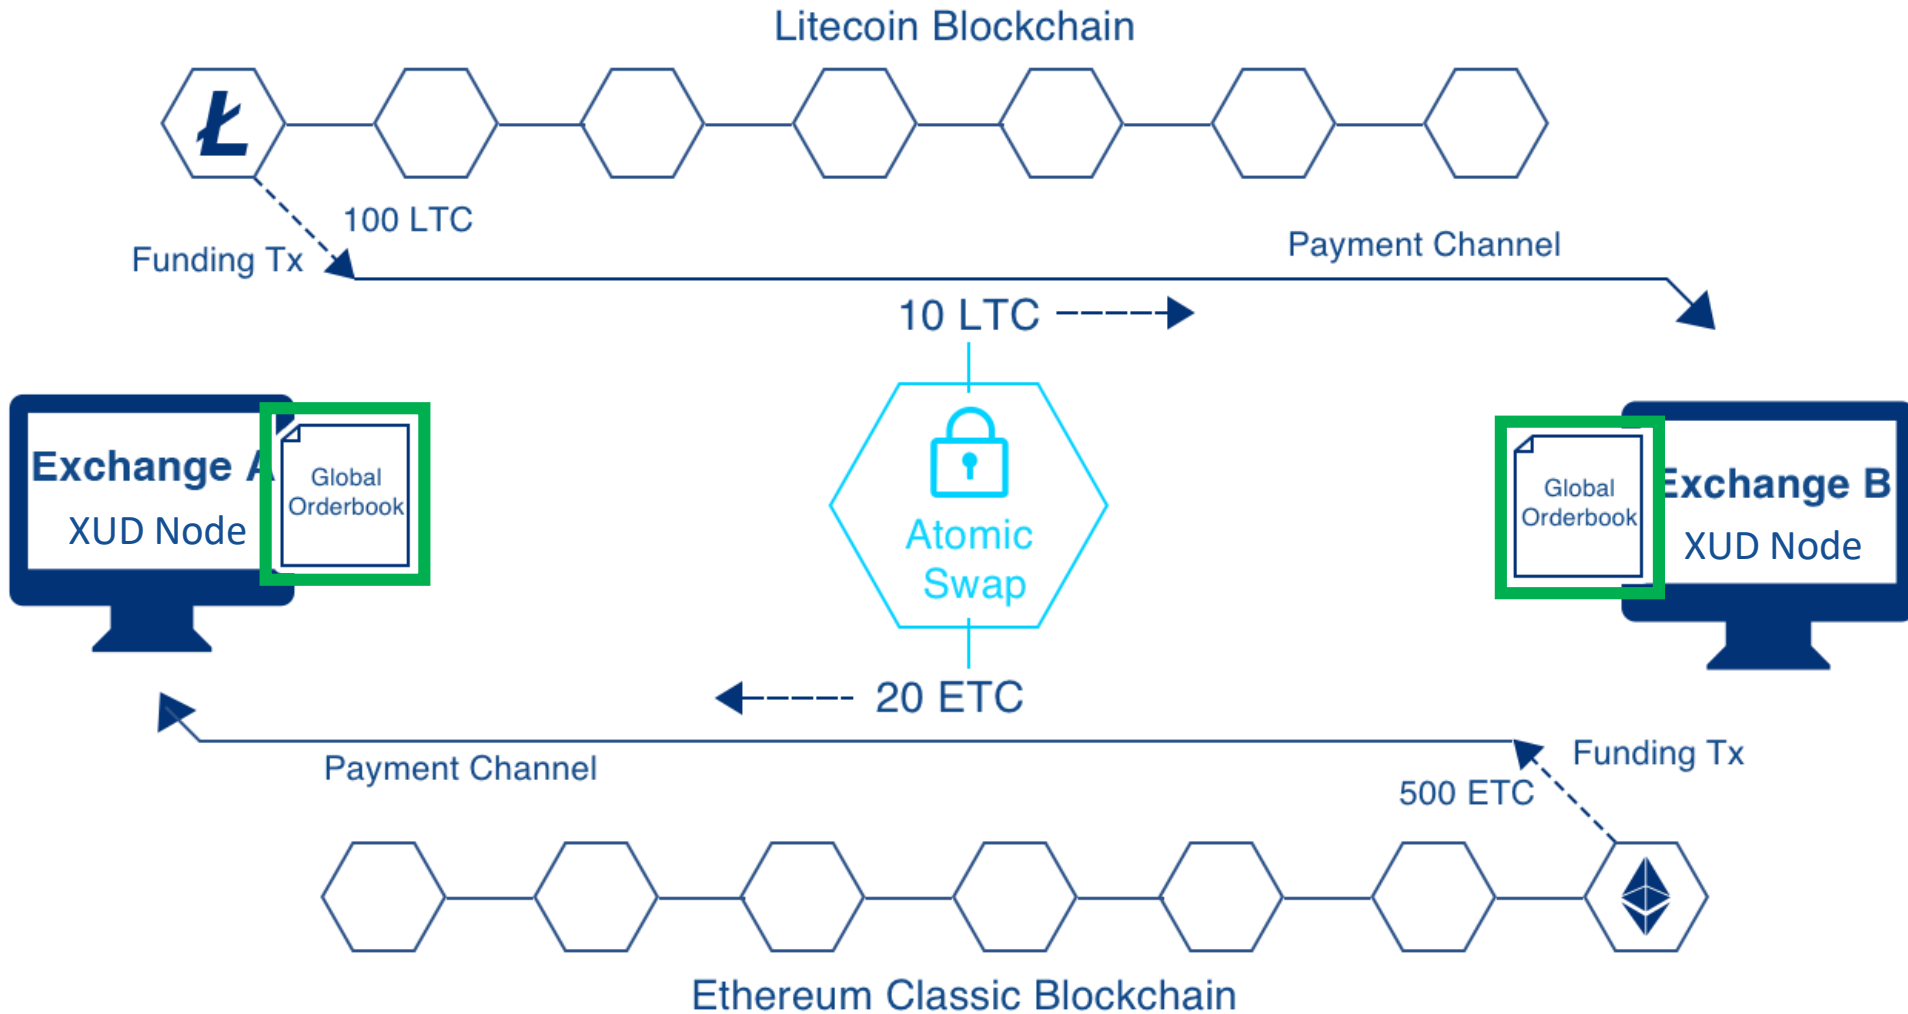 Litecoin Blockchain
100 LTC
Funding Tx
Payment Channel
10 LTC
Exchange A
XUD Node
Global
Orderbook
Atomic
Swap
Global
Orderbook
Exchange B
XUD Node
20 ETC
Payment Channel
Funding Tx
500 ETC
Ethereum Classic Blockchain